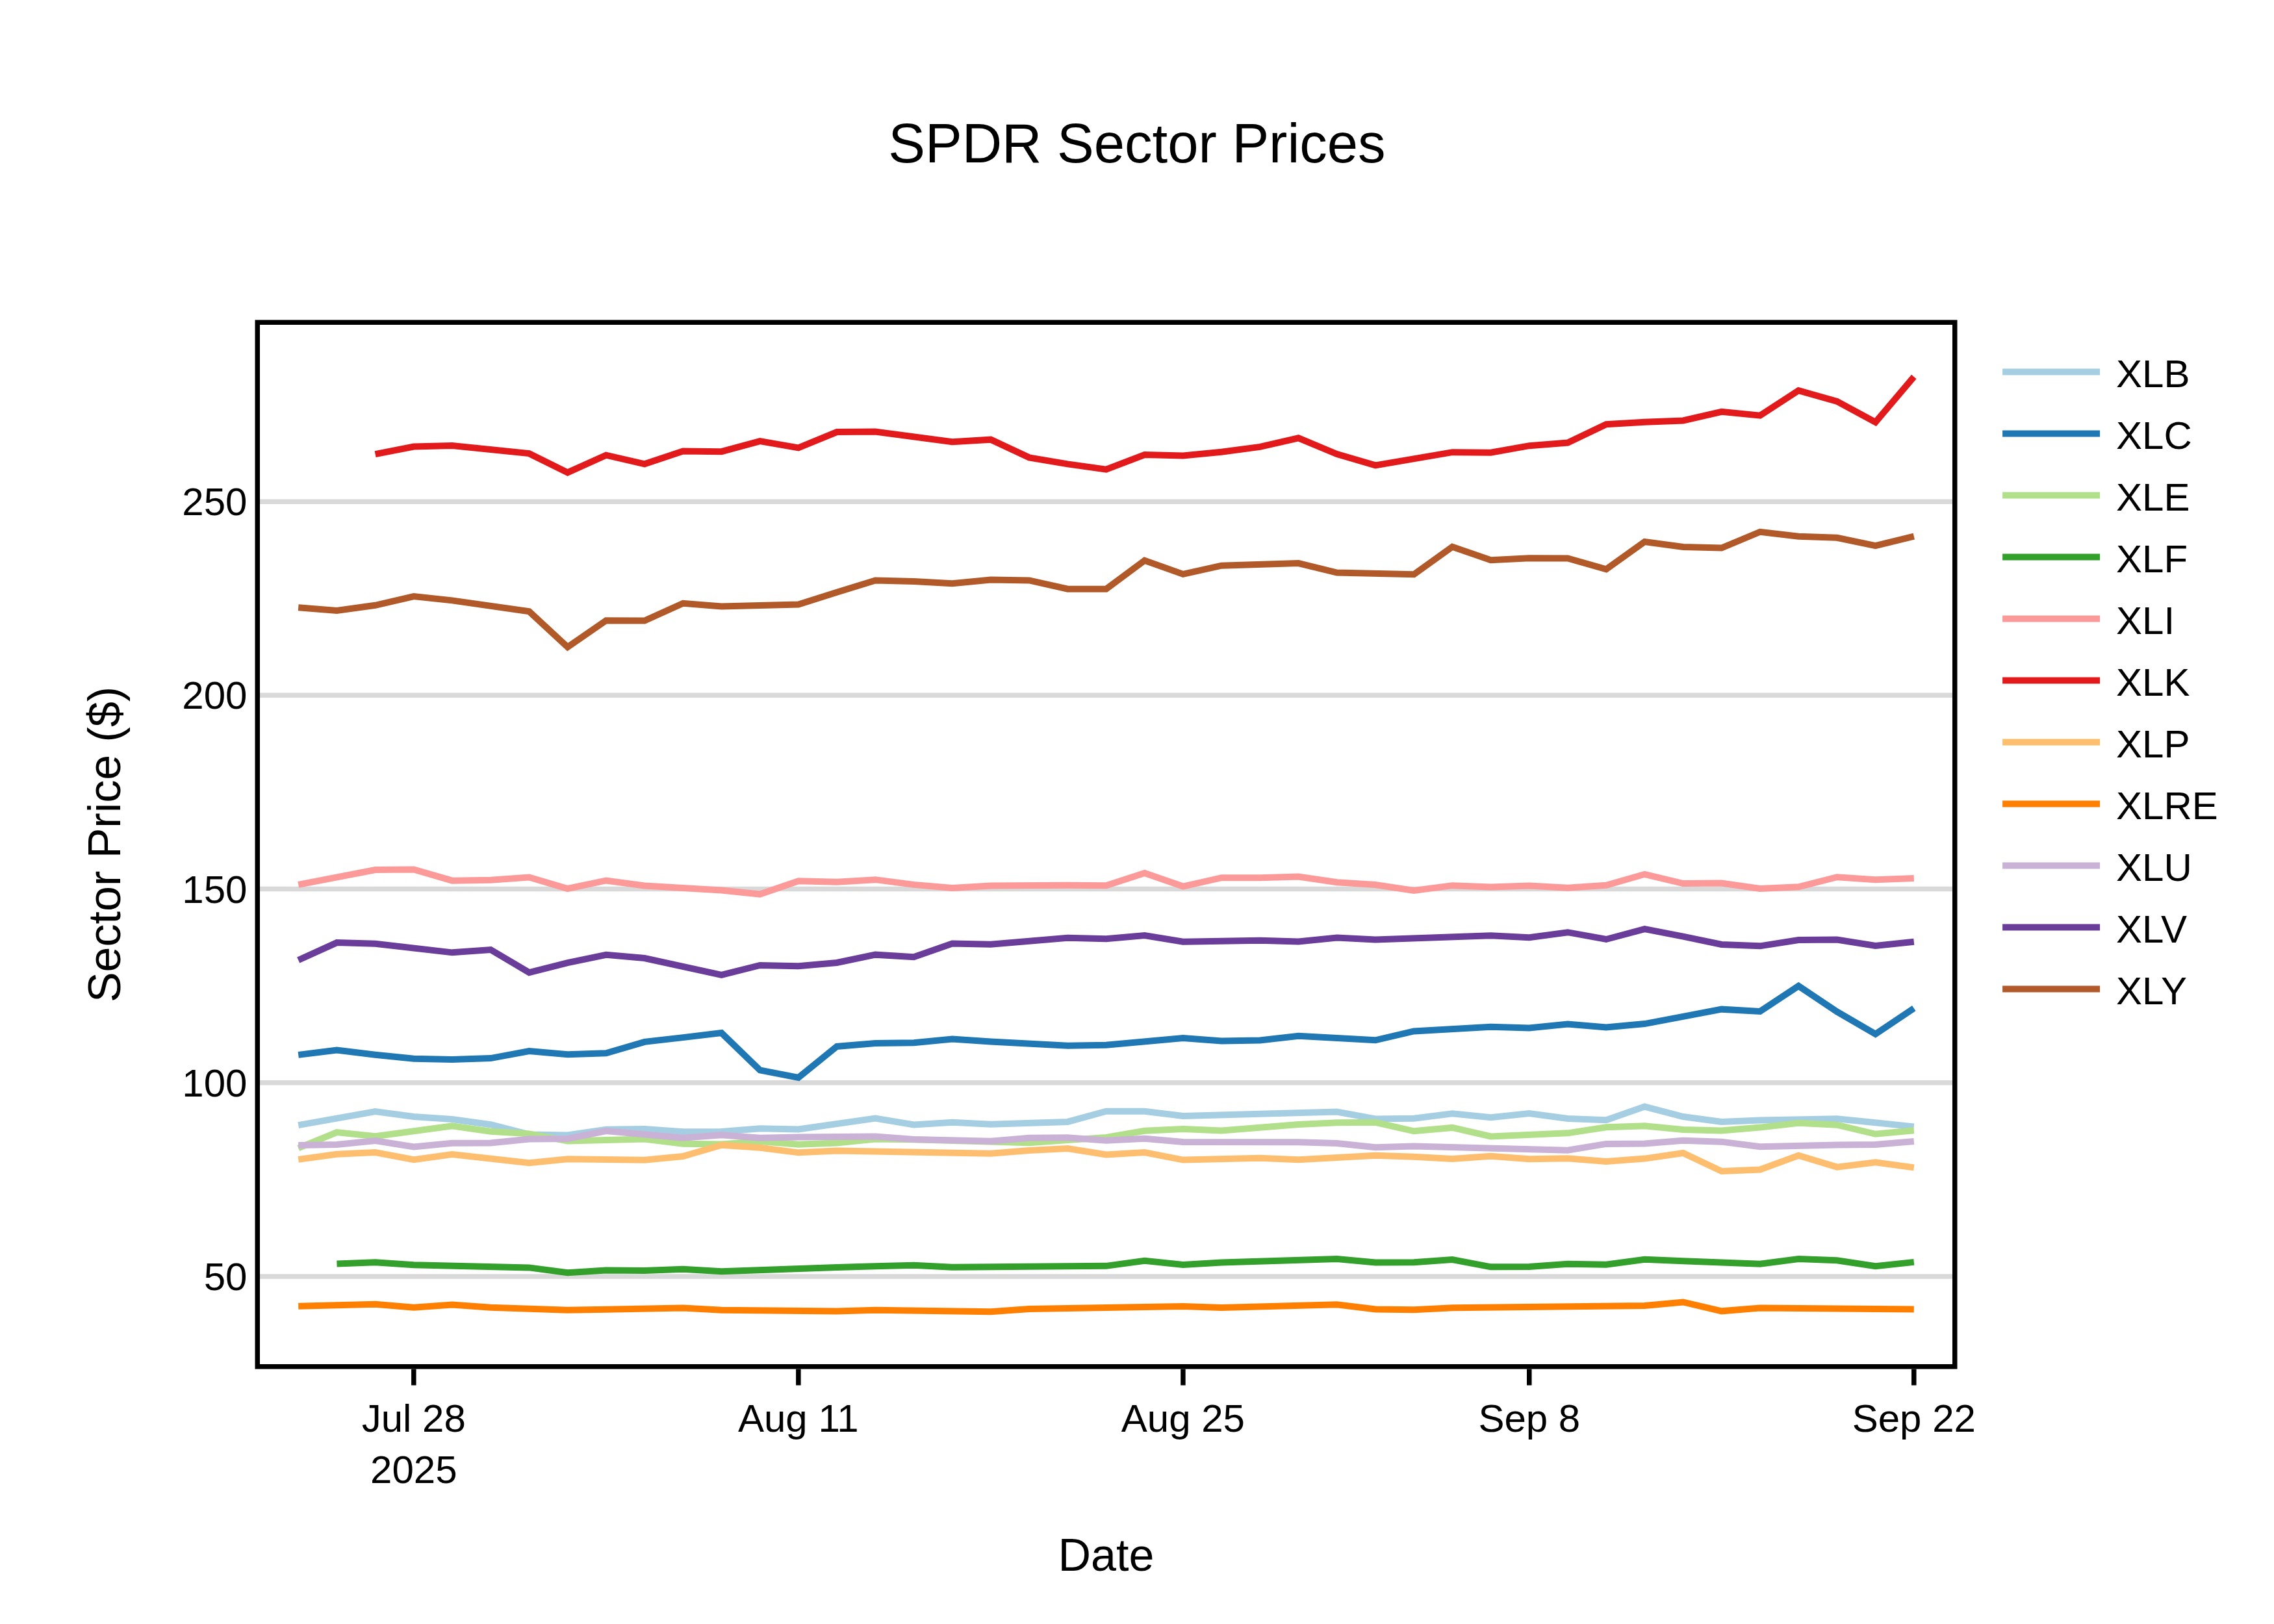 SPDR Sector Prices
XLB
XLC
XLE
XLF
XLI
XLK
XLP
XLRE
XLU
XLV
XLY
250
200
150
100
50
Sector Price ($)
Jul 28
2025
Aug 11
Aug 25
Sep 8
Sep 22
Date